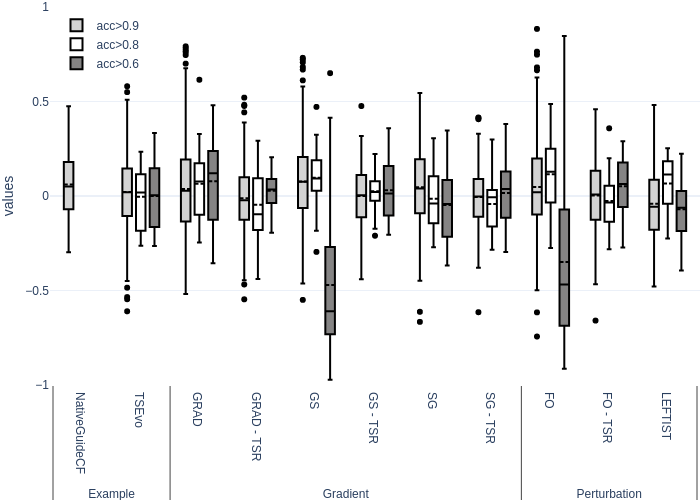 1
acc>0.9
acc>0.8
acc>0.6
0.5
values
0
−0.5
−1
NativeGuideCF
TSEvo
GRAD
GRAD - TSR
GS
GS - TSR
SG
SG - TSR
FO
FO - TSR
LEFTIST
Example
Gradient
Perturbation